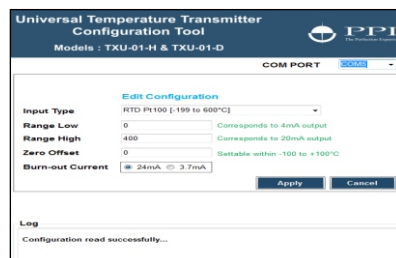 Universal Temperature Transmitter
Configuration Tool
Models : TXU-01-H & TXU-01-D
PPI
COM PORT
COM5
Edit Configuration
Input Type
RTD Pt100 [-199 to 600°C]
Range Low
0
Corresponds to 4mA output
Range High
400
Corresponds to 20mA output
Zero Offset
0
Settable within -100 to +100°C
Burn-out Current
24mA
3.7mA
Apply
Cancel
Log
Configuration read successfully...